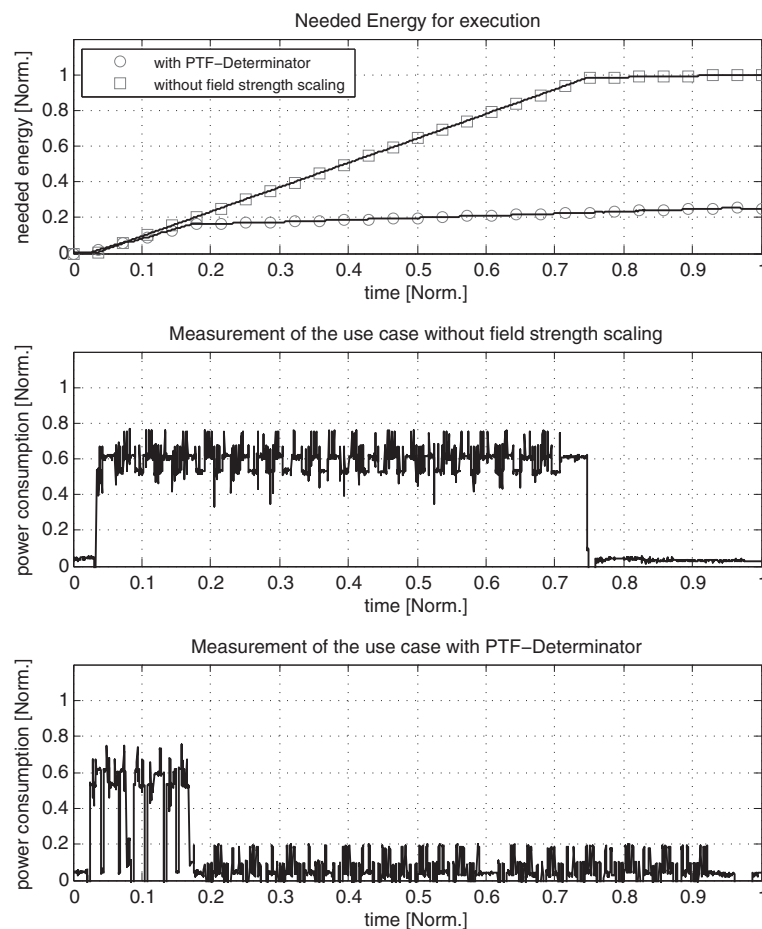 Needed Energy for execution
needed energy [Norm.]
1
0.8
0.6
0.4
0.2
0
with PTF−Determinator
without field strength scaling
0 0.1 0.2 0.3 0.4 0.5 0.6 0.7 0.8 0.9 1
time [Norm.]
Measurement of the use case without field strength scaling
power consumption [Norm.]
1
0.8
0.6
0.4
0.2
0
0 0.1 0.2 0.3 0.4 0.5 0.6 0.7 0.8 0.9 1
time [Norm.]
Measurement of the use case with PTF−Determinator
power consumption [Norm.]
1
0.8
0.6
0.4
0.2
0
0 0.1 0.2 0.3 0.4 0.5 0.6 0.7 0.8 0.9 1
time [Norm.]